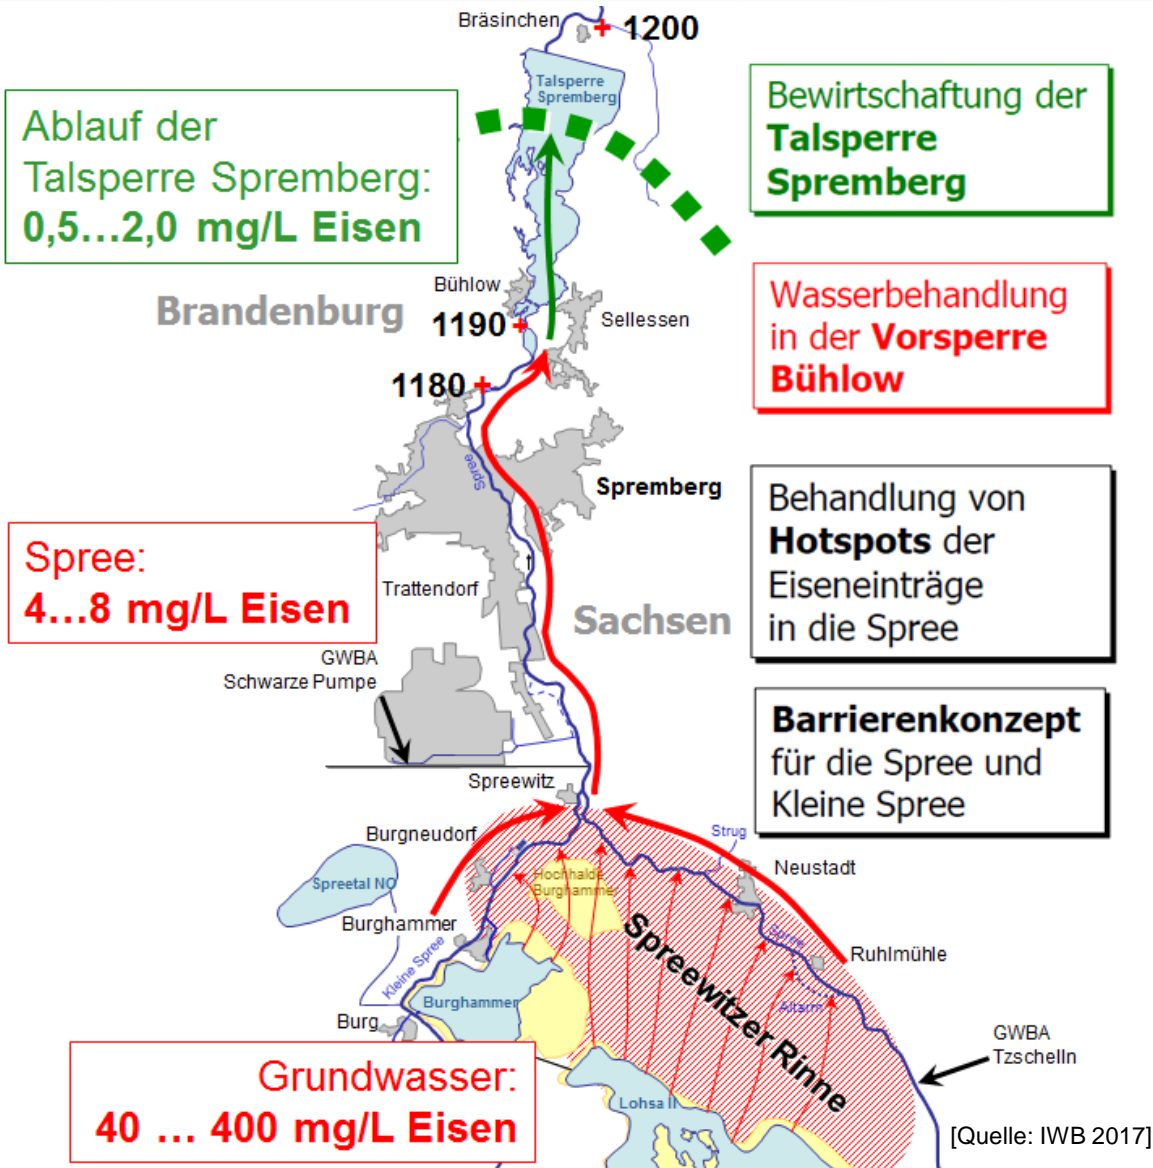 Bräsinchen
1200
Talsperre
Spremberg
Ablauf der
Talsperre Spremberg:
0,5...2,0 mg/L Eisen
Bewirtschaftung der
Talsperre
Spremberg
Brandenburg
Bühlow
1190
Sellessen
1180
Wasserbehandlung
in der Vorsperre
Bühlow
Spree
Spremberg
Behandlung von
Hotspots der
Eiseneinträge
in die Spree
Spree:
4...8 mg/L Eisen
Trattendorf
Sachsen
GWBA
Schwarze Pumpe
Barrierenkonzept
für die Spree und
Kleine Spree
Spreewitz
Burgneudorf
Strug
Neustadt
Spreetal NO
Hochhalde
Burghammer
Burghammer
Kleine Spree
Spreewitzer Rinne
Spree
Ruhlmühle
Altarm
Burghammer
Burg
GWBA
Tzschelln
Grundwasser:
40 ... 400 mg/L Eisen
Lohsa II
[Quelle: IWB 2017]